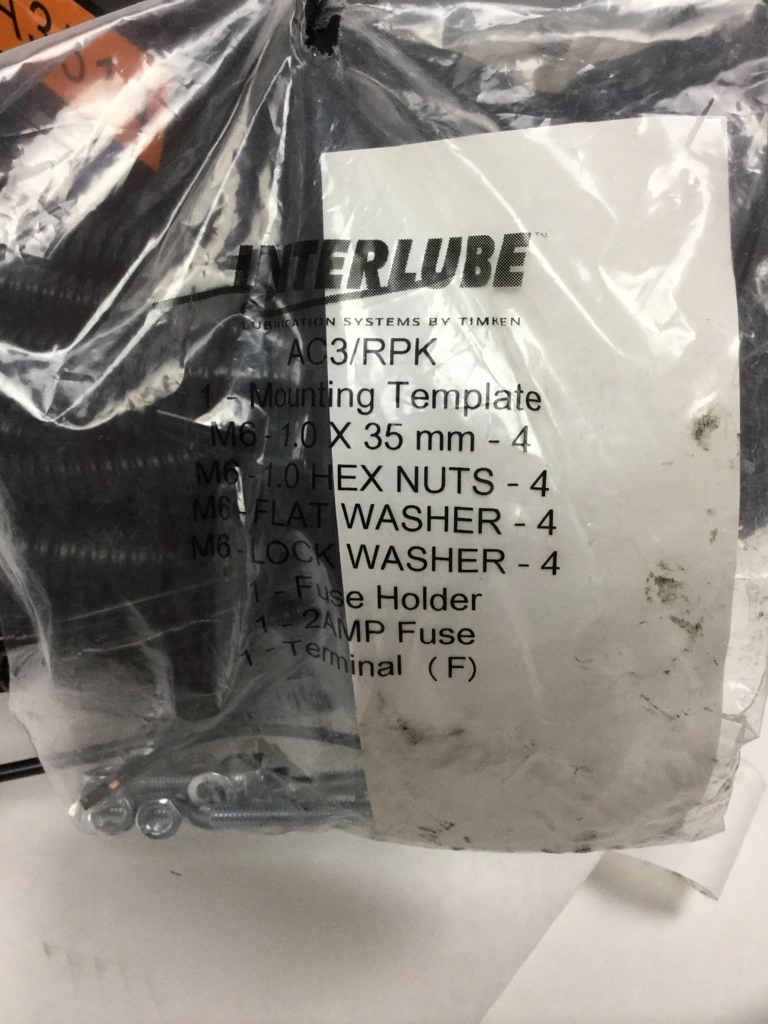 INTERLUBE™
LUBRICATION SYSTEMS BY TIMKEN
AC3/RPK
1 - Mounting Template
M6 - 1.0 X 35 mm - 4
M6 - 1.0 HEX NUTS - 4
M6 - FLAT WASHER - 4
M6 - LOCK WASHER - 4
1 - Fuse Holder
1 - 2AMP Fuse
1 - Terminal (F)